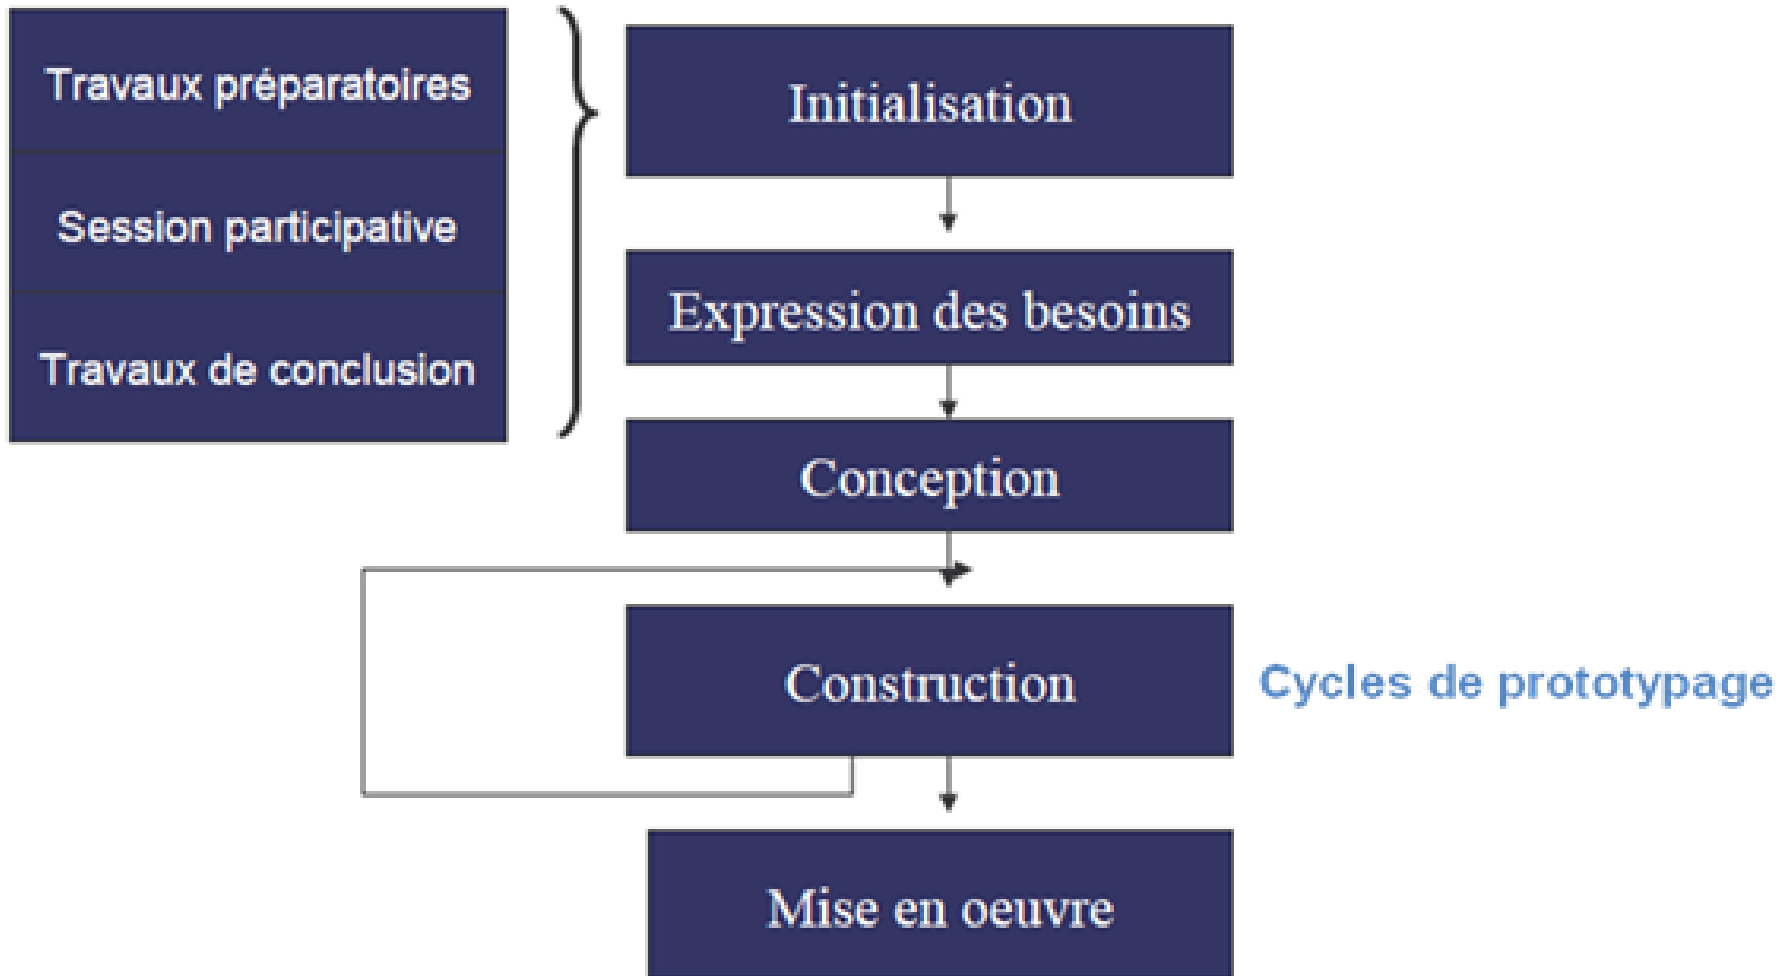 Travaux préparatoires
Session participative
Travaux de conclusion
Initialisation
Expression des besoins
Conception
Construction
Cycles de prototypage
Mise en oeuvre